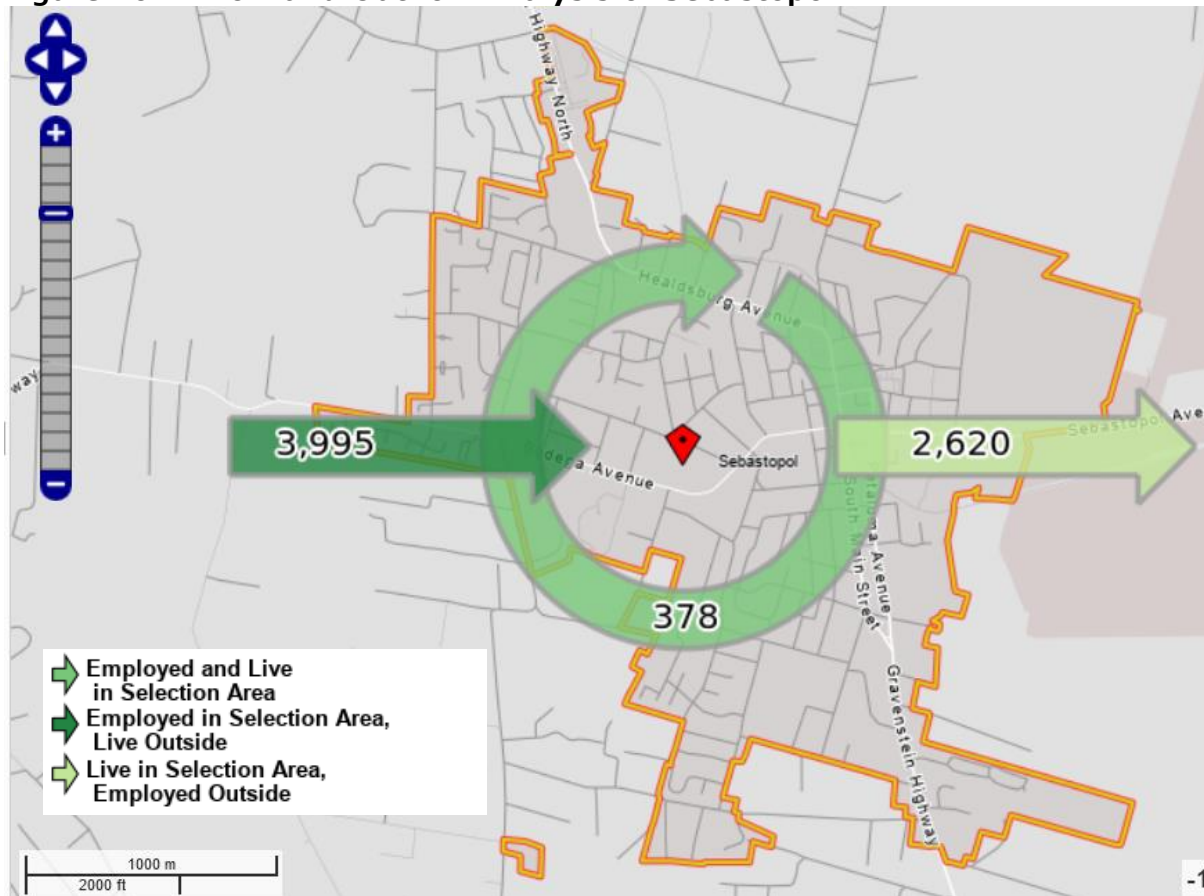 Highway North
Healdsburg Avenue
way
3,995
2,620
Sebastopol Ave
Sebastopol
Avenue
South Main Street
Avenue
378
Gravenstein Highway
Employed and Live
in Selection Area
Employed in Selection Area,
Live Outside
Live in Selection Area,
Employed Outside
1000 m
2000 ft